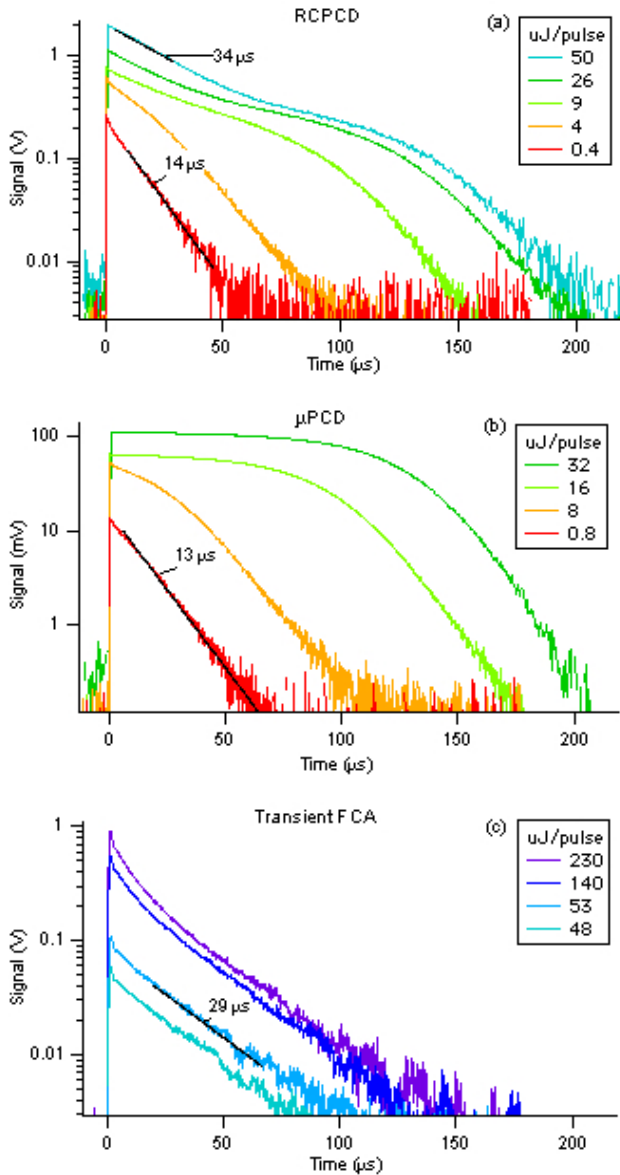 RCPCD
(a)
uJ/pulse
50
26
9
4
0.4
34 µs
14 µs
Signal (V)
1
0.1
0.01
0 50 100 150 200
Time (µs)
µPCD
(b)
uJ/pulse
32
16
8
0.8
13 µs
Signal (mV)
100
10
1
0 50 100 150 200
Time (µs)
Transient FCA
(c)
uJ/pulse
230
140
53
48
29 µs
Signal (V)
1
0.1
0.01
0 50 100 150 200
Time (µs)